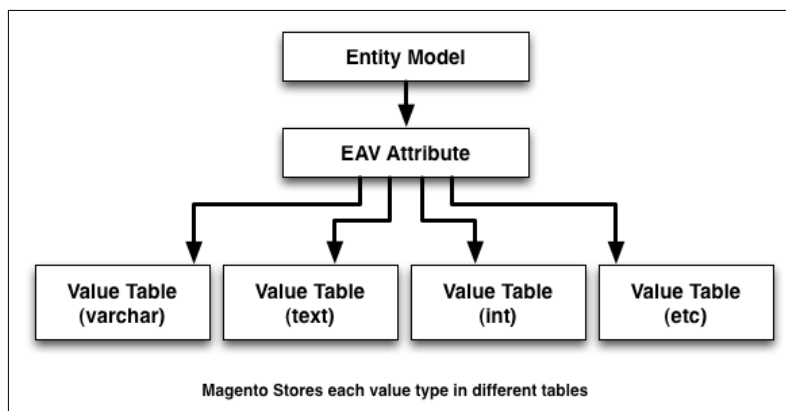 Entity Model
EAV Attribute
Value Table
(varchar)
Value Table
(text)
Value Table
(int)
Value Table
(etc)
Magento Stores each value type in different tables